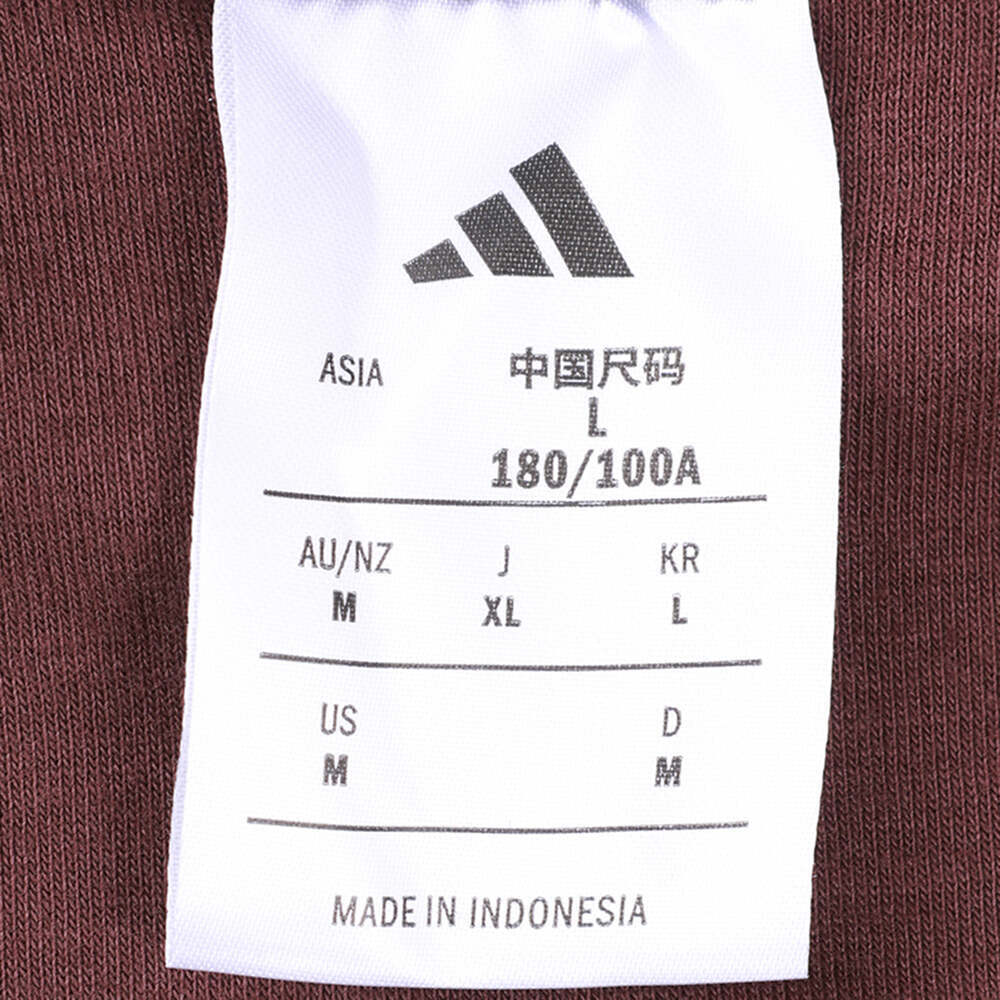 ASIA 中国尺码
L
180/100A
AU/NZ J KR
M XL L
US D
M M
MADE IN INDONESIA